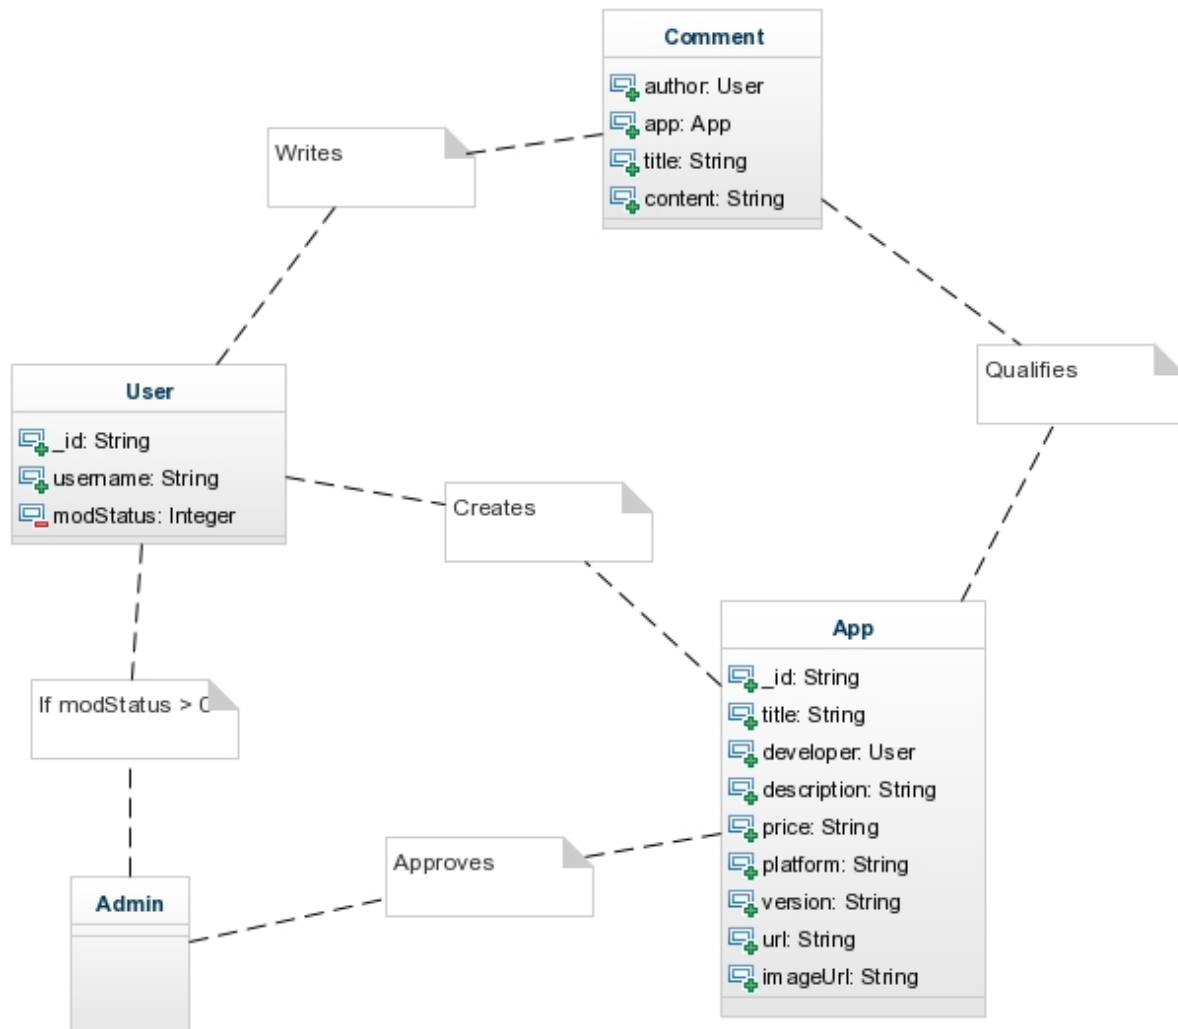 Comment
author: User
app: App
title: String
content: String
Writes
Qualifies
User
_id: String
username: String
modStatus: Integer
Creates
If modStatus >
App
_id: String
title: String
developer: User
description: String
price: String
platform: String
version: String
url: String
imageUrl: String
Approves
Admin